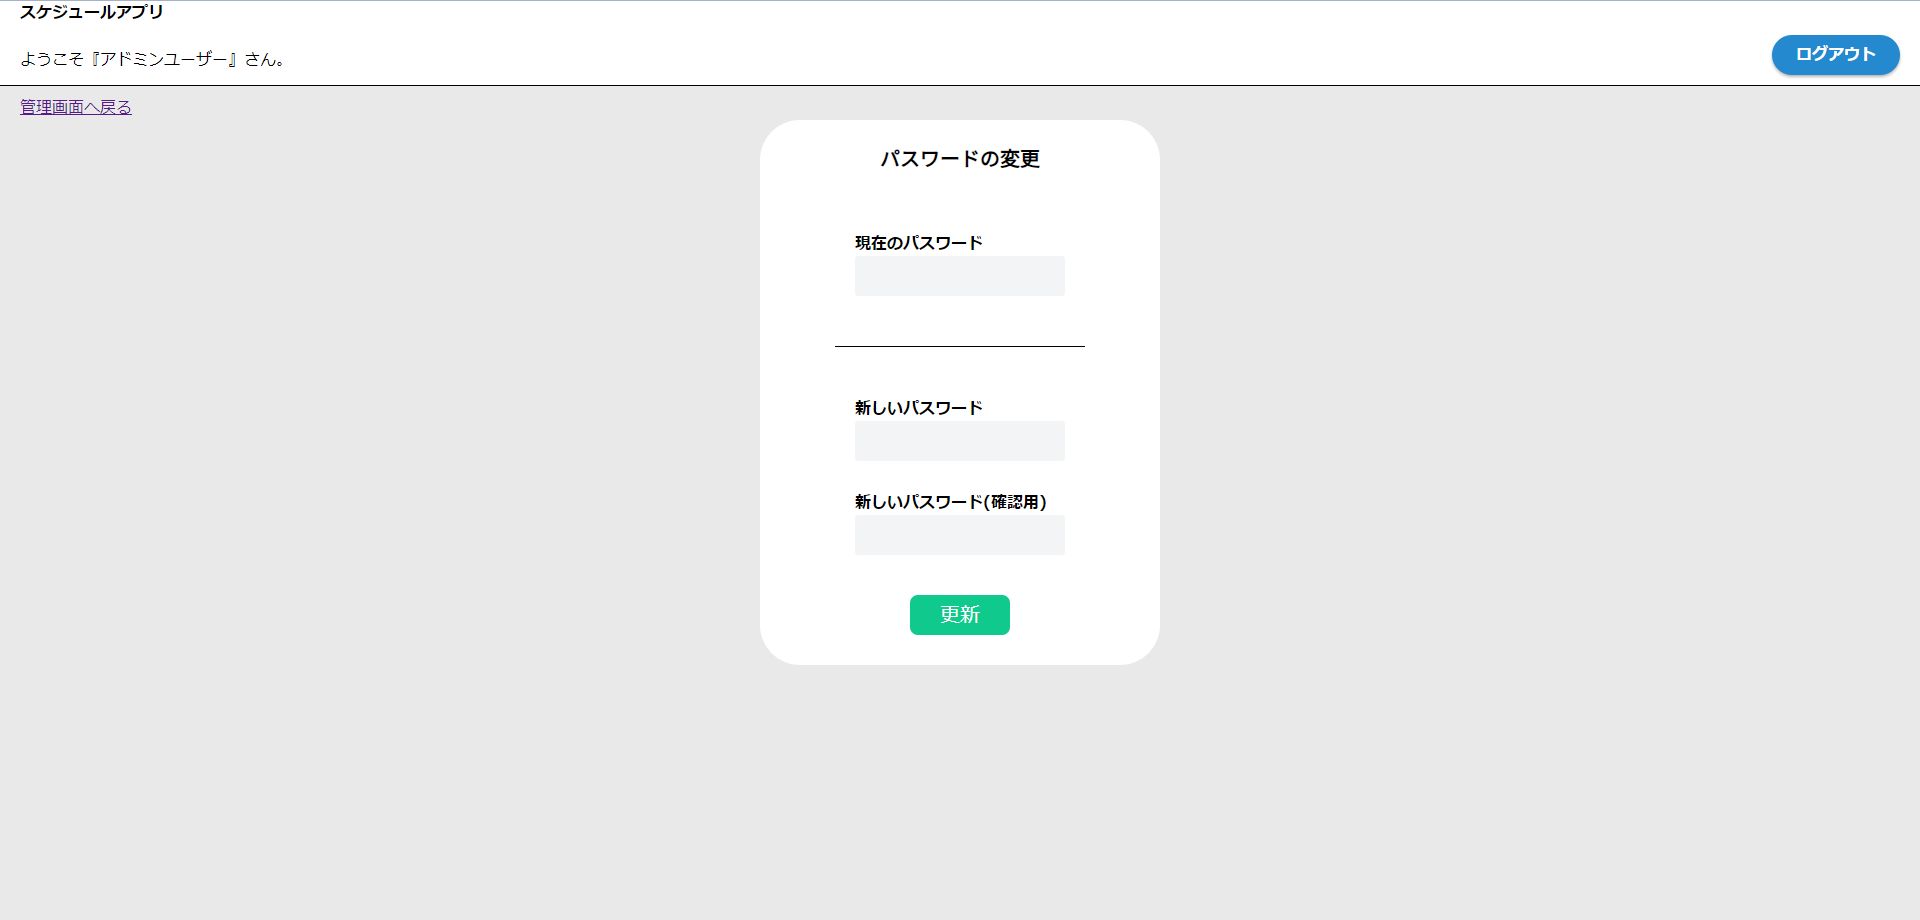 スケジュールアプリ
ようこそ『アドミンユーザー』さん。
ログアウト
管理画面へ戻る
パスワードの変更
現在のパスワード
新しいパスワード
新しいパスワード(確認用)
更新